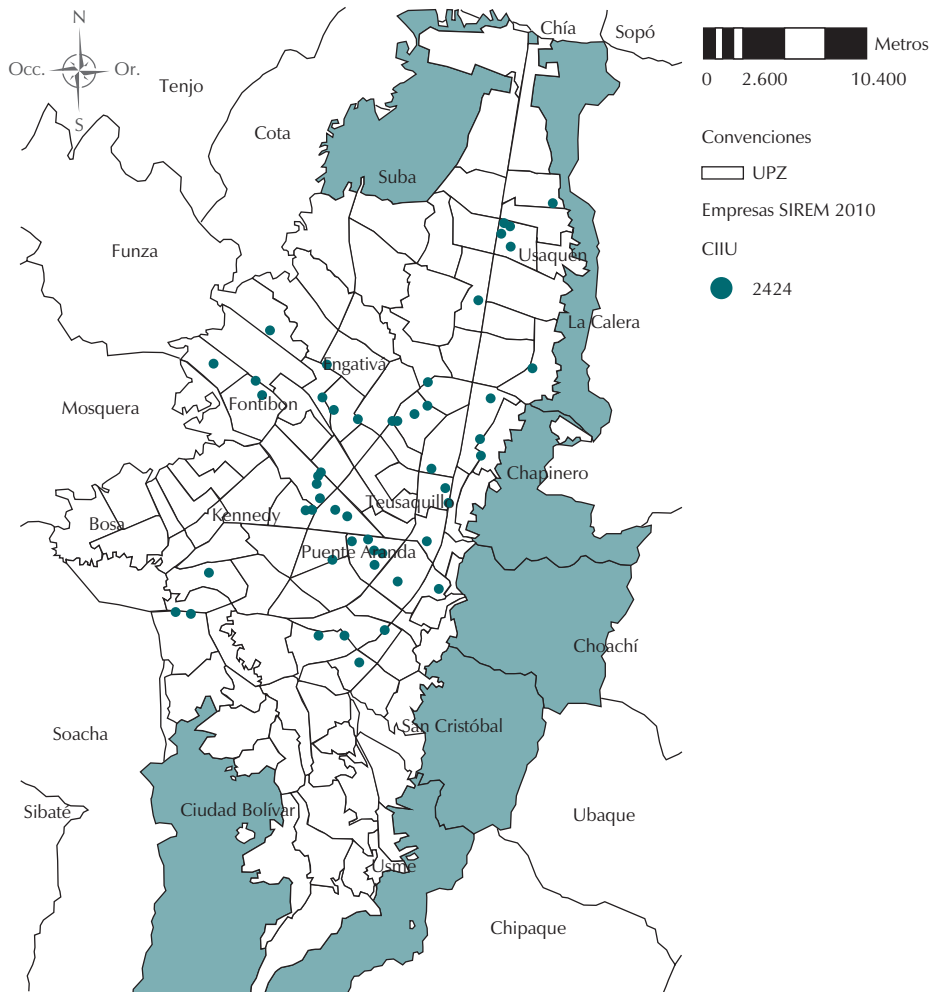 N
Occ.
Or.
S
Chía
Sopó
Tenjo
Cota
Suba
Funza
Usaquén
La Calera
Engativá
Mosquera
Fontibón
Chapinero
Bosa
Kennedy
Teusaquillo
Puente Aranda
Choachí
Soacha
San Cristóbal
Sibaté
Ciudad Bolívar
Ubaque
Usme
Chipaque
Metros
0 2.600 10.400
Convenciones
UPZ
Empresas SIREM 2010
CIIU
2424